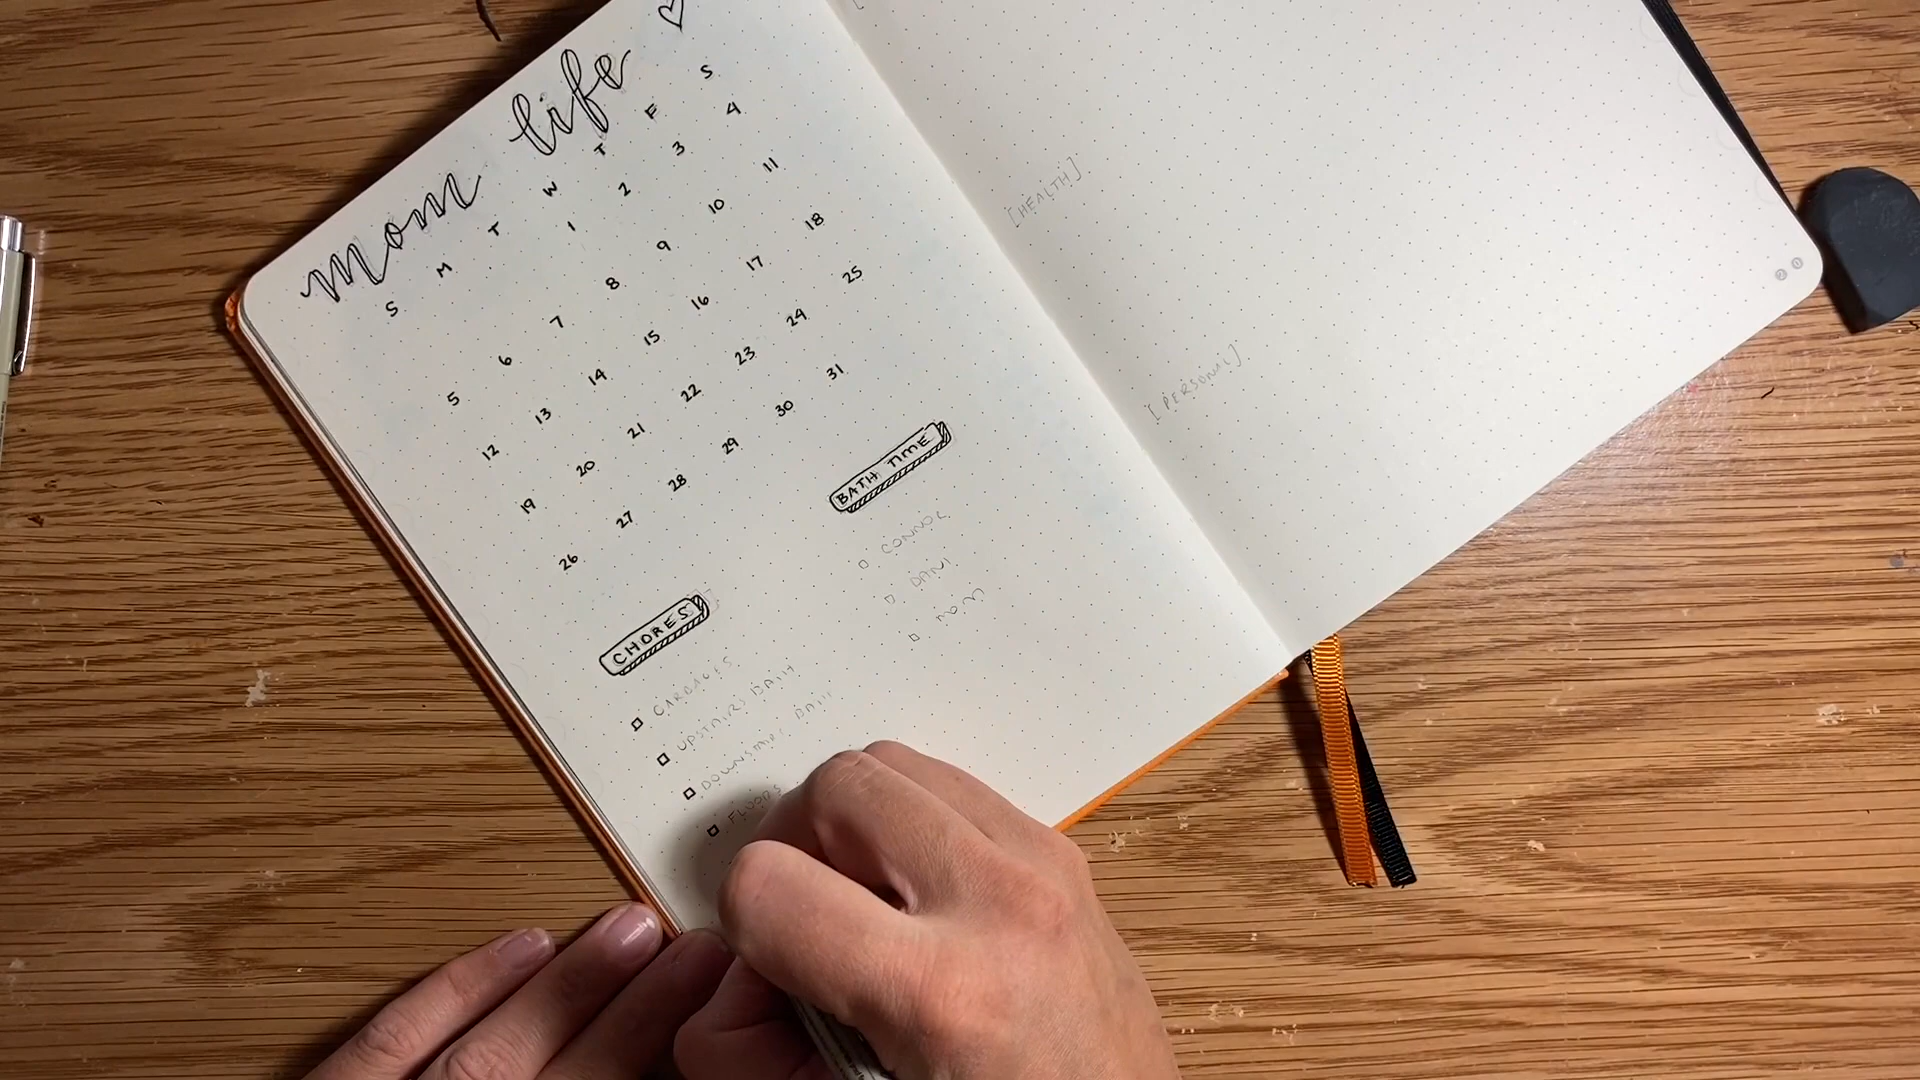 mom life
S M T W T F S
1 2 3 4
5 6 7 8 9 10 11
12 13 14 15 16 17 18
19 20 21 22 23 24 25
26 27 28 29 30 31
CHORES
GARBAGES
UPSTAIRS BATH
DOWNSTAIRS BATH
FLOORS
BATH TIME
CONNOR
DANI
[HEALTH]
[PERSONAL]
20